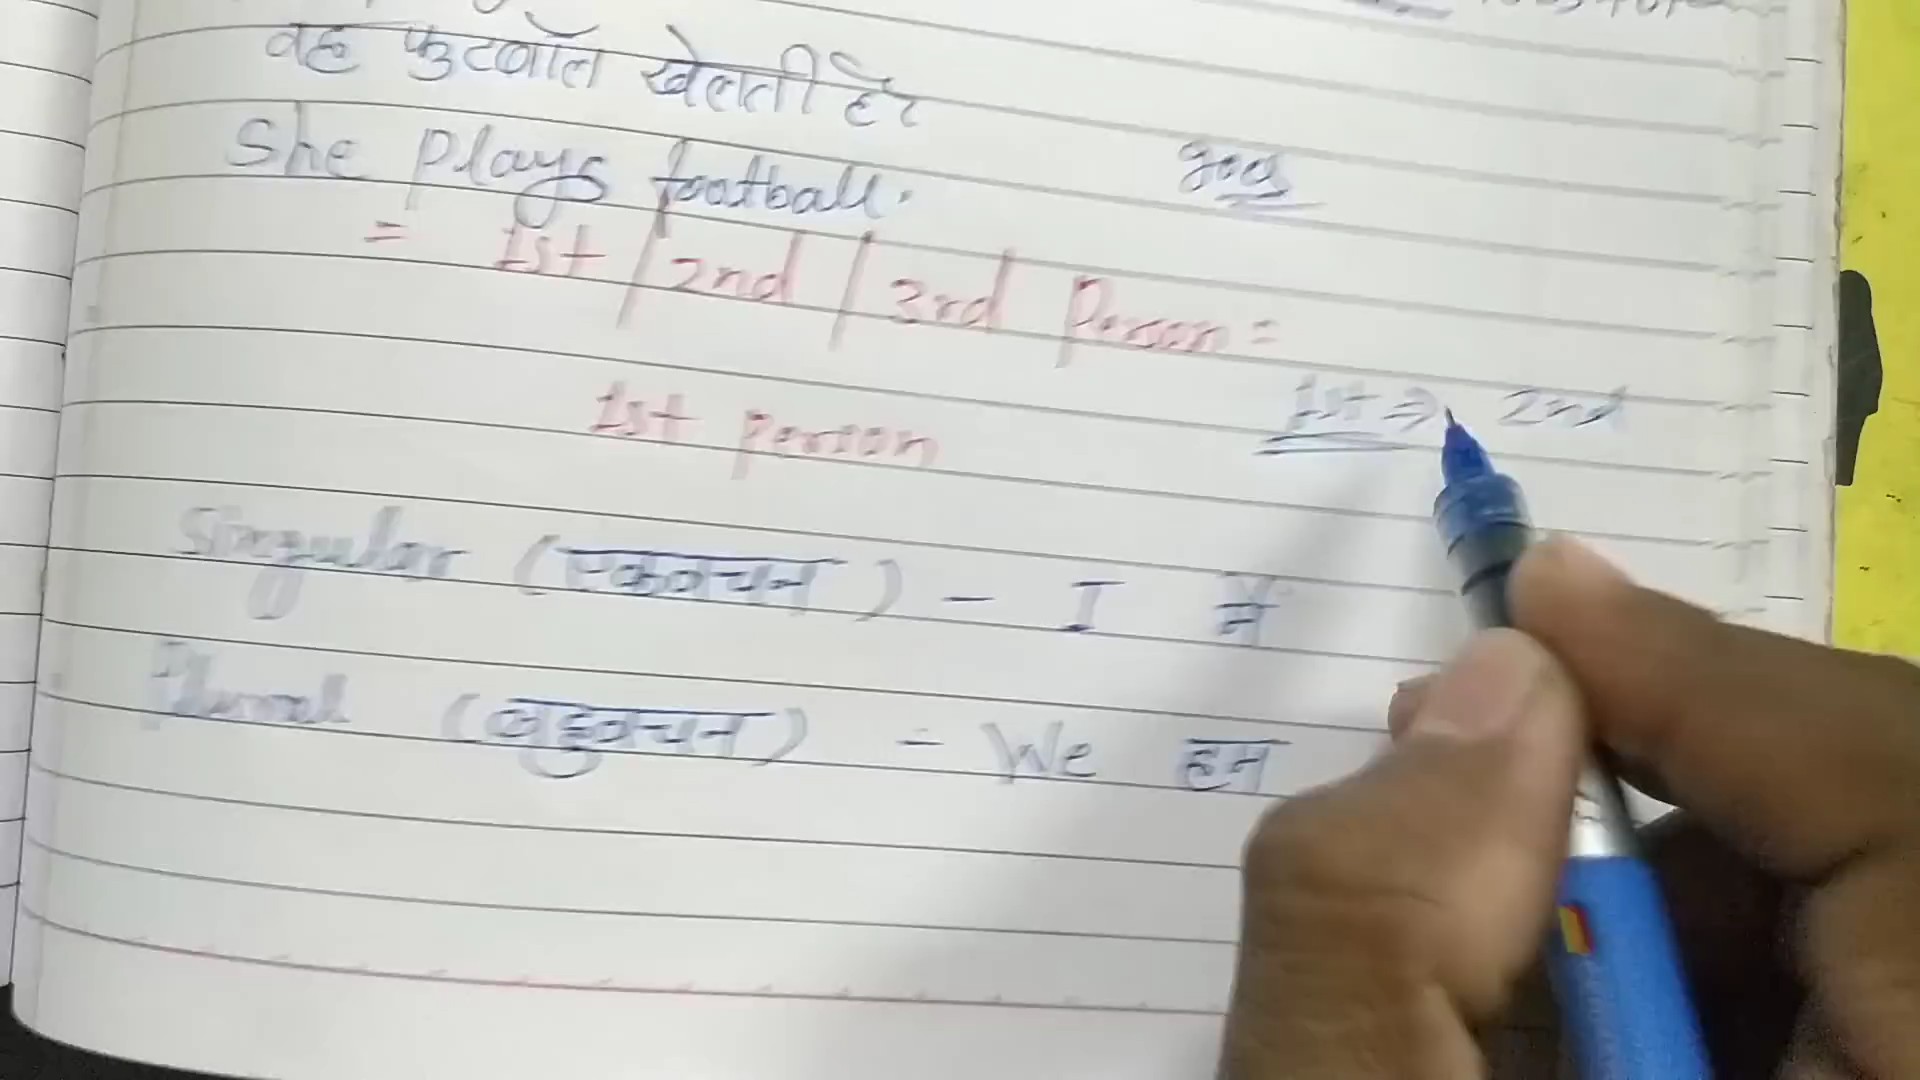 वह फुटबॉल खेलती है।
She plays football.
goes
= 1st / 2nd / 3rd Person =
1st ⇒ 2nd
1st person
Singular (एकवचन) - I मैं
Plural (बहुवचन) - We हम